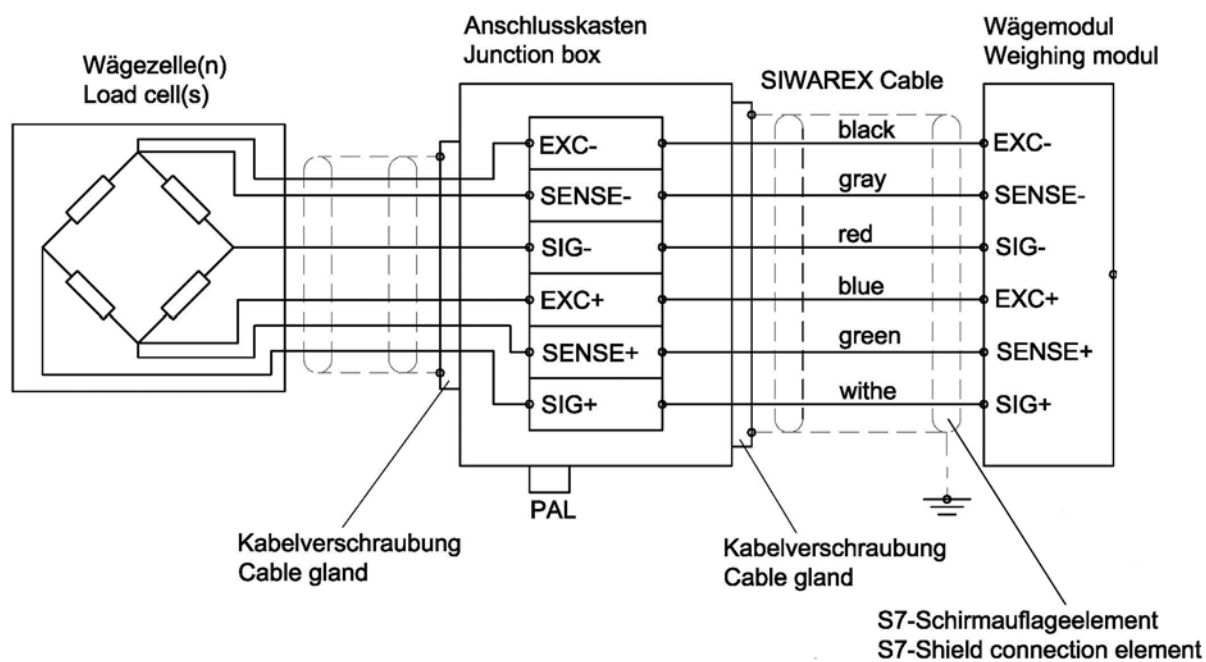 Anschlusskasten
Junction box
Wägemodul
Weighing modul
Wägezelle(n)
Load cell(s)
SIWAREX Cable
EXC-
black
EXC-
SENSE-
gray
SENSE-
SIG-
red
SIG-
EXC+
blue
EXC+
SENSE+
green
SENSE+
SIG+
withe
SIG+
PAL
Kabelverschraubung
Cable gland
Kabelverschraubung
Cable gland
S7-Schirmauflageelement
S7-Shield connection element